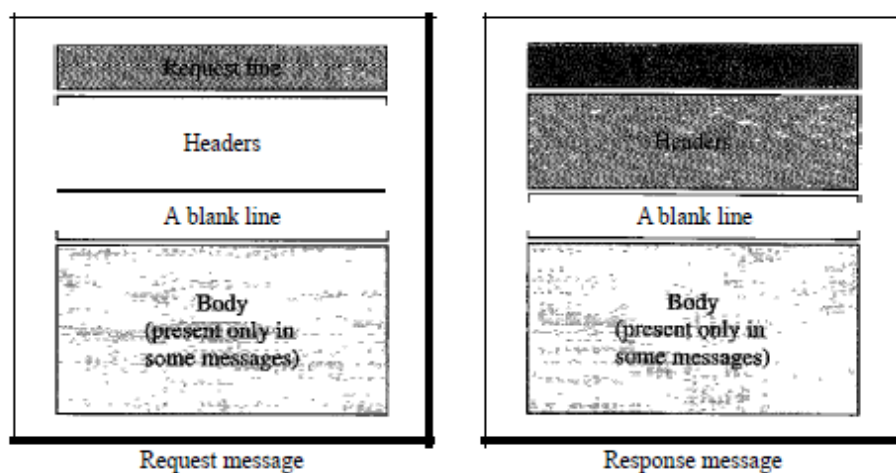 Request line
Headers
A blank line
Body
(present only in
some messages)
Request message
Headers
A blank line
Body
(present only in
some messages)
Response message